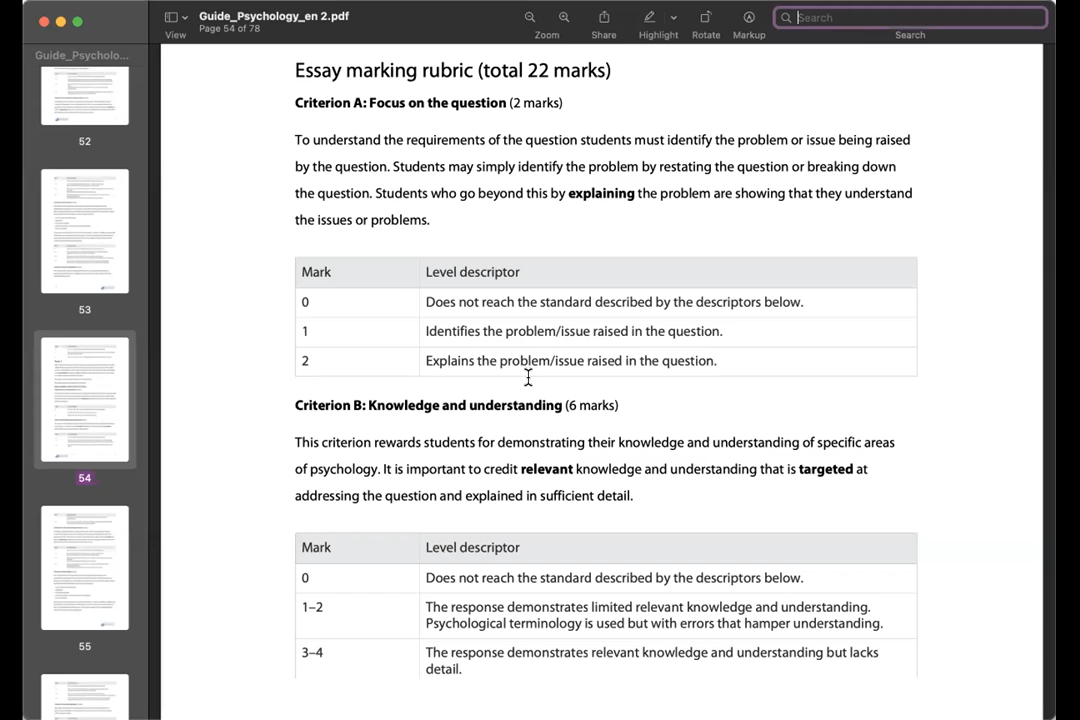 Guide_Psychology_en 2.pdf
Page 54 of 78
View
Zoom
Share
Highlight
Rotate
Markup
Search
Search
Guide_Psycholo...
52
53
54
55
Essay marking rubric (total 22 marks)
Criterion A: Focus on the question (2 marks)
To understand the requirements of the question students must identify the problem or issue being raised
by the question. Students may simply identify the problem by restating the question or breaking down
the question. Students who go beyond this by explaining the problem are showing that they understand
the issues or problems.
Mark Level descriptor
0 Does not reach the standard described by the descriptors below.
1 Identifies the problem/issue raised in the question.
2 Explains the problem/issue raised in the question.
Criterion B: Knowledge and understanding (6 marks)
This criterion rewards students for demonstrating their knowledge and understanding of specific areas
of psychology. It is important to credit relevant knowledge and understanding that is targeted at
addressing the question and explained in sufficient detail.
Mark Level descriptor
0 Does not reach the standard described by the descriptors below.
1–2 The response demonstrates limited relevant knowledge and understanding.
Psychological terminology is used but with errors that hamper understanding.
3–4 The response demonstrates relevant knowledge and understanding but lacks
detail.